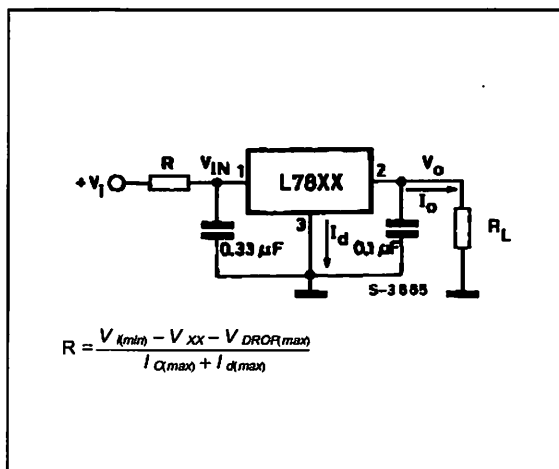 R V_IN 1 L78XX 2 V_o
+V_I I_o
3 I_d R_L
0.33 µF 0.1 µF
S-3885
R = (V_I(min) − V_XX − V_DROP(max)) / (I_O(max) + I_d(max))